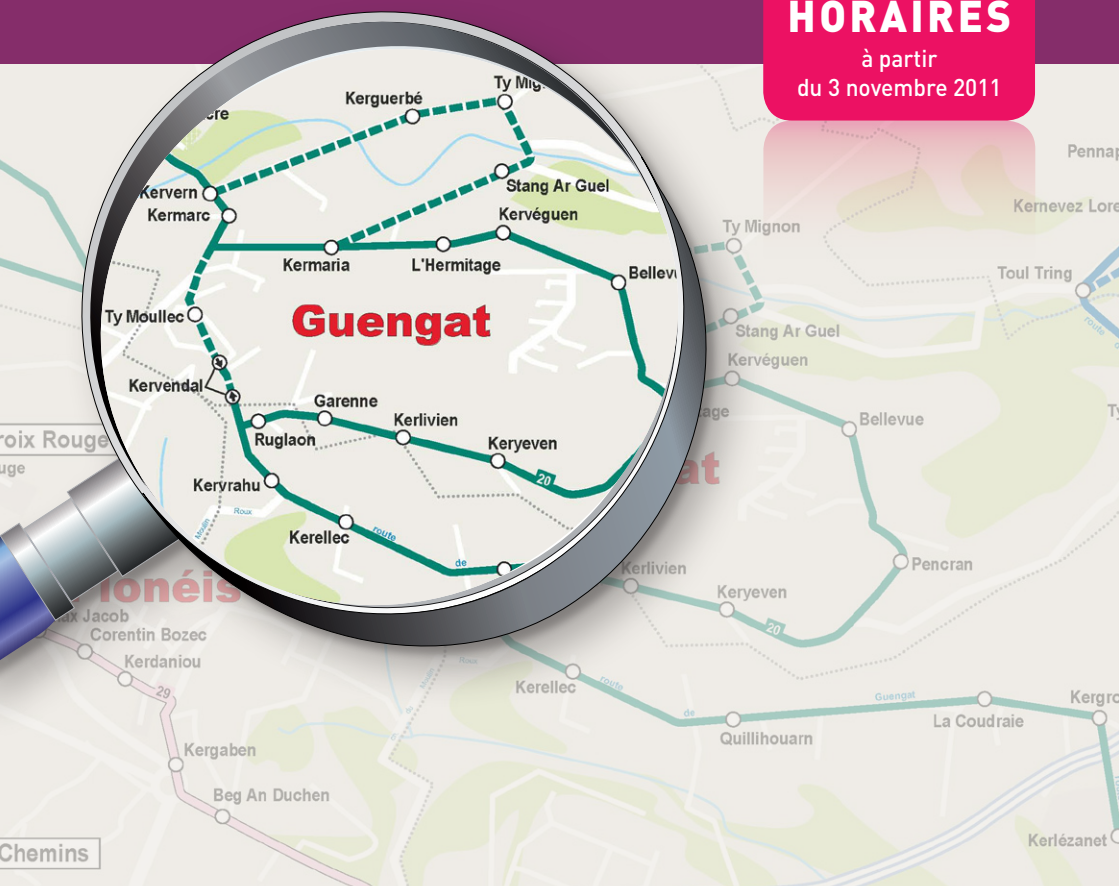 HORAIRES
à partir
du 3 novembre 2011
Kerguerbé
Kervern
Kermarc
Stang Ar Guel
Kervéguen
Kermaria
L'Hermitage
Ty Moullec
Guengat
Kervendal
Garenne
Ruglaon
Kerlivien
Keryeven
20
Kervrahu
Kerellec
Moulin
Roux
route
de
Ty Mignon
Toul Tring
route
Stang Ar Guel
Kervéguen
Bellevue
Pencran
Kerlivien
Keryeven
20
Kerellec
route
de
Guengat
Quillihouarn
La Coudraie
Kerlézanet
Corentin Bozec
Kerdaniou
29
Kergaben
Beg An Duchen
Chemins